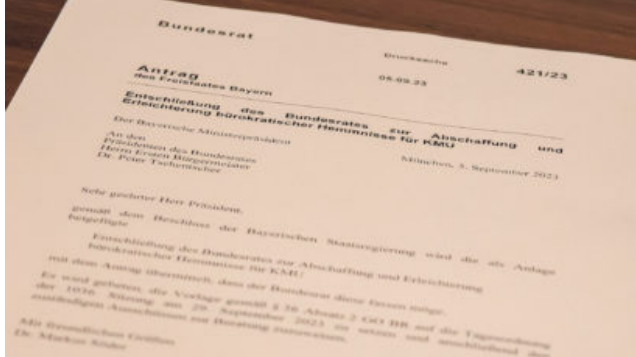 Bundesrat
Drucksache 421/23
05.09.23
Antrag
des Freistaates Bayern
Entschließung des Bundesrates zur Abschaffung und
Erleichterung bürokratischer Hemmnisse für KMU
Der Bayerische Ministerpräsident
München, 5. September 2023
An den
Präsidenten des Bundesrates
Herrn Ersten Bürgermeister
Dr. Peter Tschentscher
Sehr geehrter Herr Präsident,
gemäß dem Beschluss der Bayerischen Staatsregierung wird die als Anlage
beigefügte
Entschließung des Bundesrates zur Abschaffung und Erleichterung
bürokratischer Hemmnisse für KMU
mit dem Antrag übermittelt, dass der Bundesrat diese fassen möge.
Es wird gebeten, die Vorlage gemäß § 36 Absatz 2 GO BR auf die Tagesordnung
der 1036. Sitzung am 29. September 2023 zu setzen und anschließend den
zuständigen Ausschüssen zur Beratung zuzuweisen.
Mit freundlichen Grüßen
Dr. Markus Söder